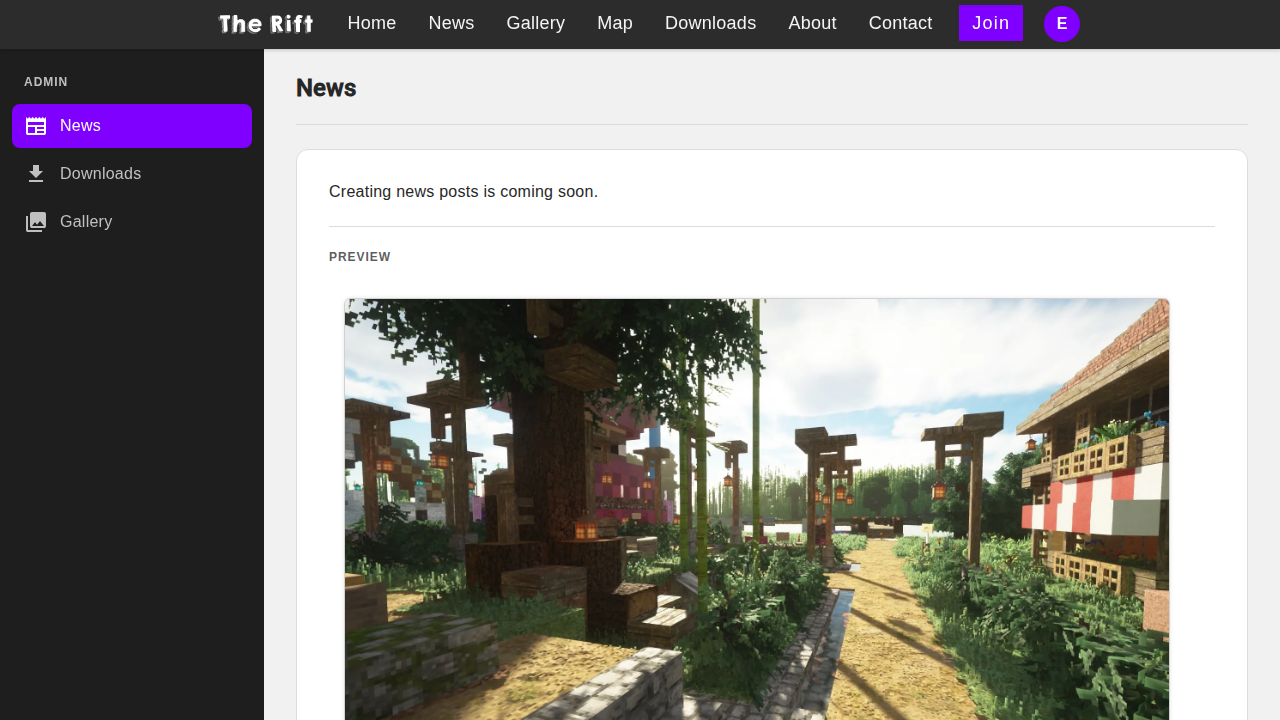 The Rift
Home
News
Gallery
Map
Downloads
About
Contact
Join
E
ADMIN
News
Downloads
Gallery
News
Creating news posts is coming soon.
PREVIEW